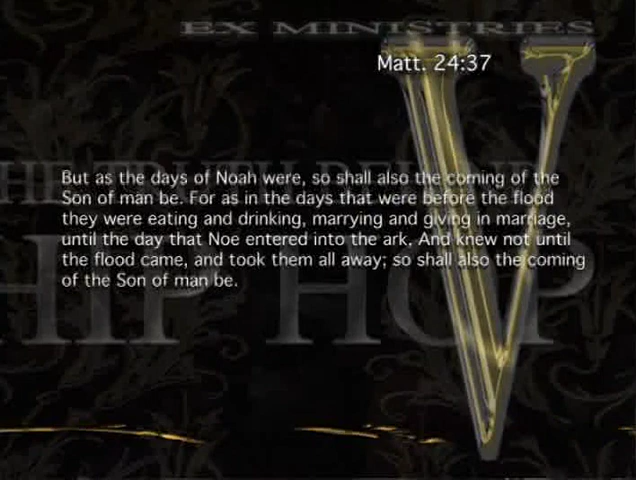 EX MINISTRIES
Matt. 24:37
THE TRUTH BEHIND
HIP HOP
V
But as the days of Noah were, so shall also the coming of the
Son of man be. For as in the days that were before the flood
they were eating and drinking, marrying and giving in marriage,
until the day that Noe entered into the ark, And knew not until
the flood came, and took them all away; so shall also the coming
of the Son of man be.